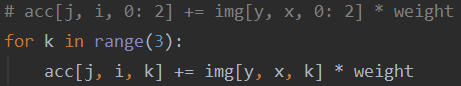 # acc[j, i, 0: 2] += img[y, x, 0: 2] * weight
for k in range(3):
    acc[j, i, k] += img[y, x, k] * weight